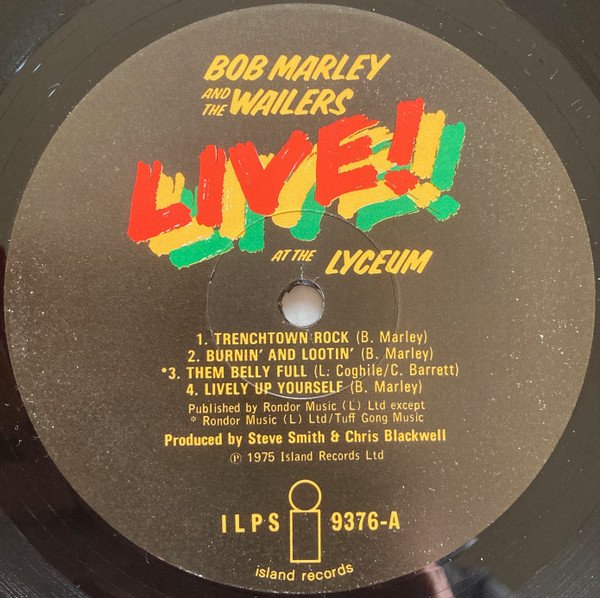 BOB MARLEY
AND THE WAILERS
LIVE!
AT THE LYCEUM
1. TRENCHTOWN ROCK (B. Marley)
2. BURNIN' AND LOOTIN' (B. Marley)
*3. THEM BELLY FULL (L. Coghile/C. Barrett)
4. LIVELY UP YOURSELF (B. Marley)
Published by Rondor Music (L) Ltd except
* Rondor Music (L) Ltd/Tuff Gong Music
Produced by Steve Smith & Chris Blackwell
℗ 1975 Island Records Ltd
ILPS 9376-A
island records